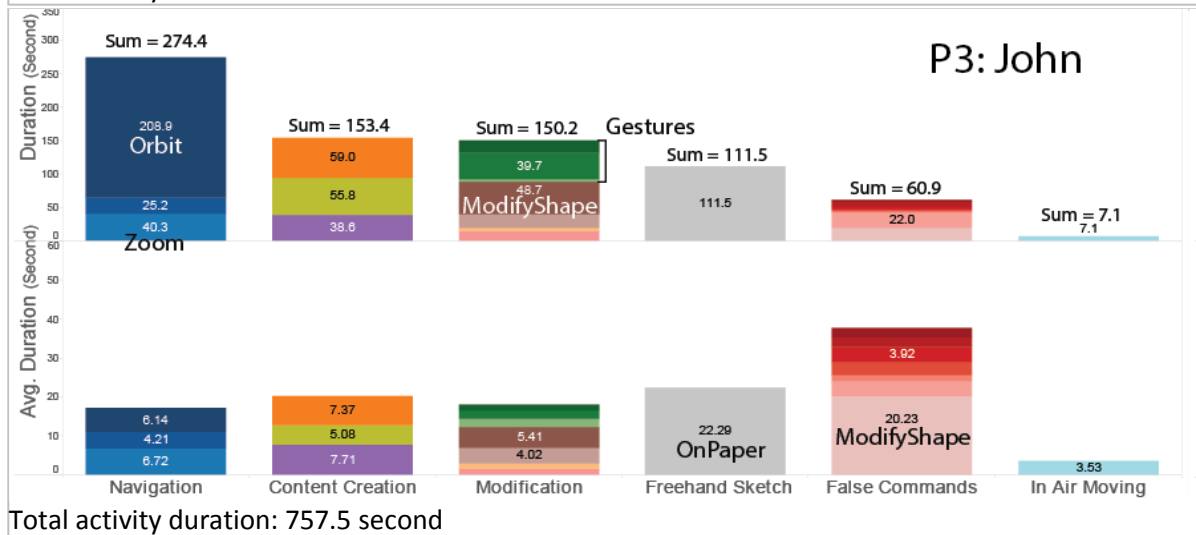 350
Duration (Second)
300
250
200
150
100
50
0
Sum = 274.4
208.9
Orbit
25.2
40.3
Zoom
Sum = 153.4
59.0
55.8
38.6
Sum = 150.2
Gestures
39.7
48.7
ModifyShape
Sum = 111.5
111.5
Sum = 60.9
22.0
Sum = 7.1
7.1
P3: John
Avg. Duration (Second)
60
50
40
30
20
10
0
6.14
4.21
6.72
7.37
5.08
7.71
5.41
4.02
22.29
OnPaper
3.92
20.23
ModifyShape
3.53
Navigation
Content Creation
Modification
Freehand Sketch
False Commands
In Air Moving
Total activity duration: 757.5 second